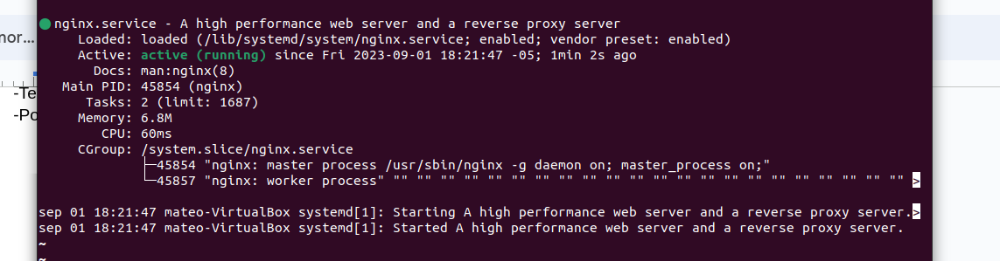 ● nginx.service - A high performance web server and a reverse proxy server
Loaded: loaded (/lib/systemd/system/nginx.service; enabled; vendor preset: enabled)
Active: active (running) since Fri 2023-09-01 18:21:47 -05; 1min 2s ago
Docs: man:nginx(8)
Main PID: 45854 (nginx)
Tasks: 2 (limit: 1687)
Memory: 6.8M
CPU: 60ms
CGroup: /system.slice/nginx.service
├─45854 "nginx: master process /usr/sbin/nginx -g daemon on; master_process on;"
└─45857 "nginx: worker process" "" "" "" "" "" "" "" "" "" "" "" "" "" "" "" "" "" "" "" "" "" "" >
sep 01 18:21:47 mateo-VirtualBox systemd[1]: Starting A high performance web server and a reverse proxy server.>
sep 01 18:21:47 mateo-VirtualBox systemd[1]: Started A high performance web server and a reverse proxy server.
~
~
nor...
-Te
-Po